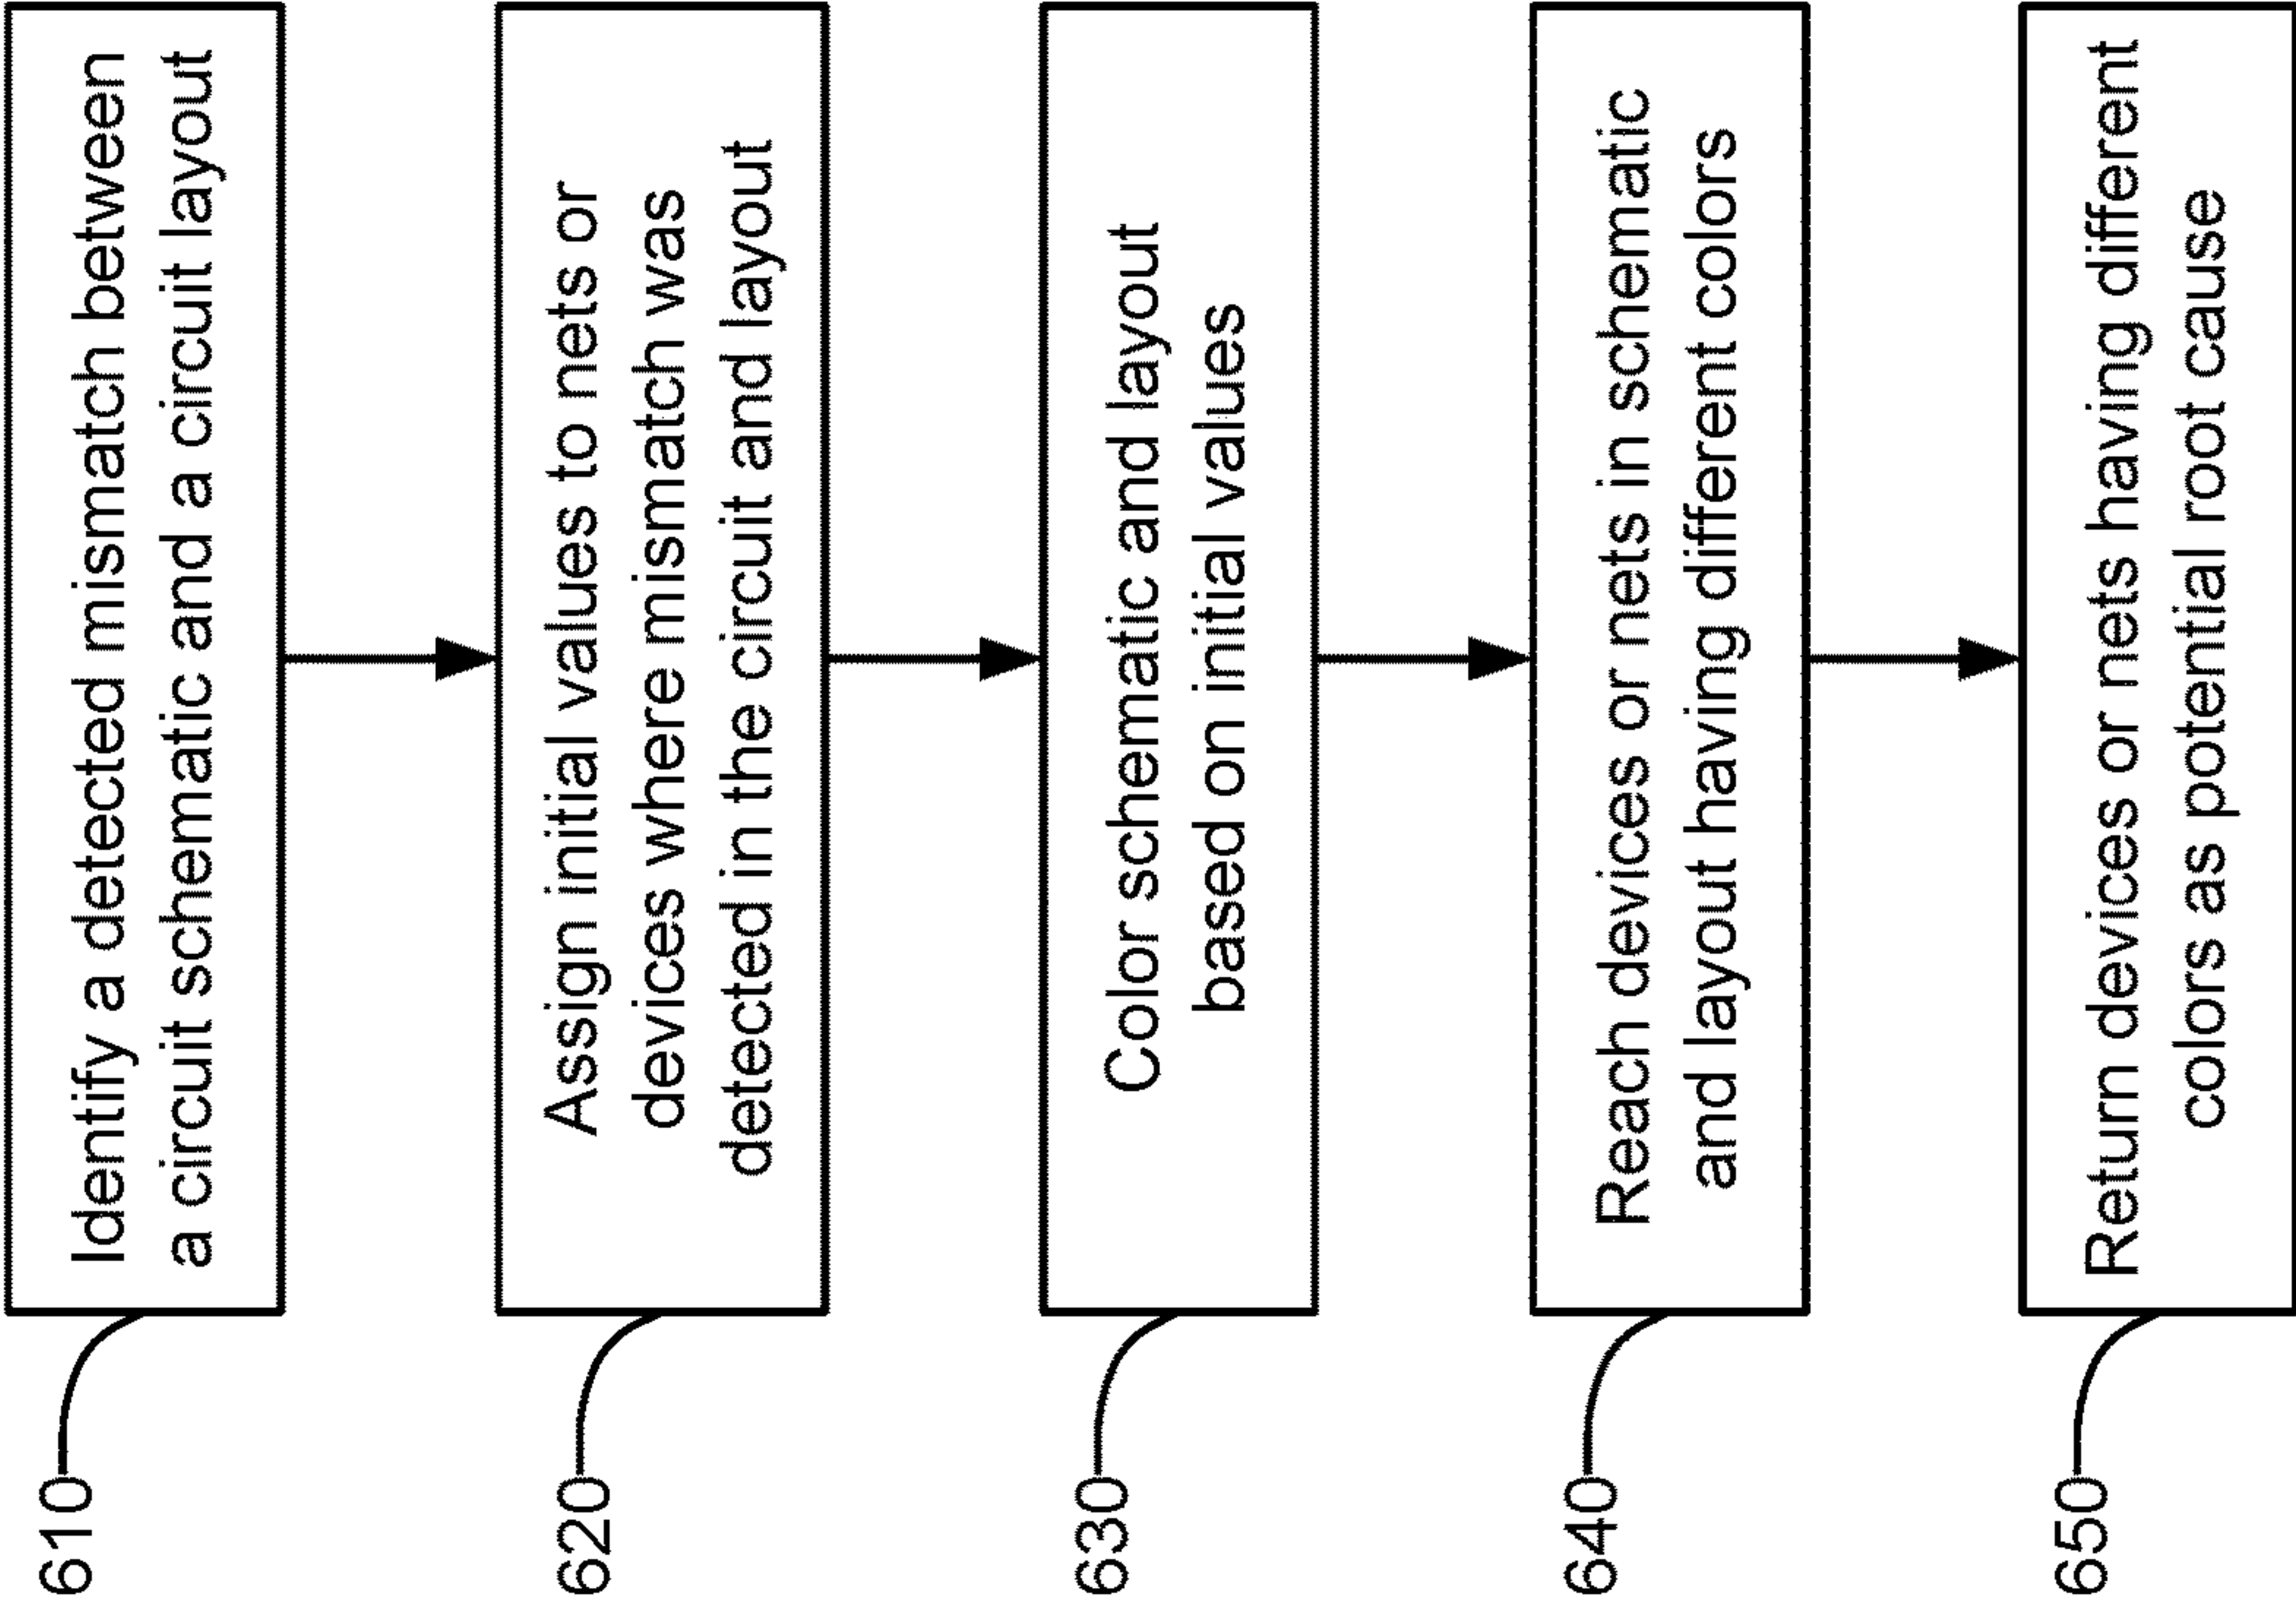 610
Identify a detected mismatch between
a circuit schematic and a circuit layout
620
Assign initial values to nets or
devices where mismatch was
detected in the circuit and layout
630
Color schematic and layout
based on initial values
640
Reach devices or nets in schematic
and layout having different colors
650
Return devices or nets having different
colors as potential root cause